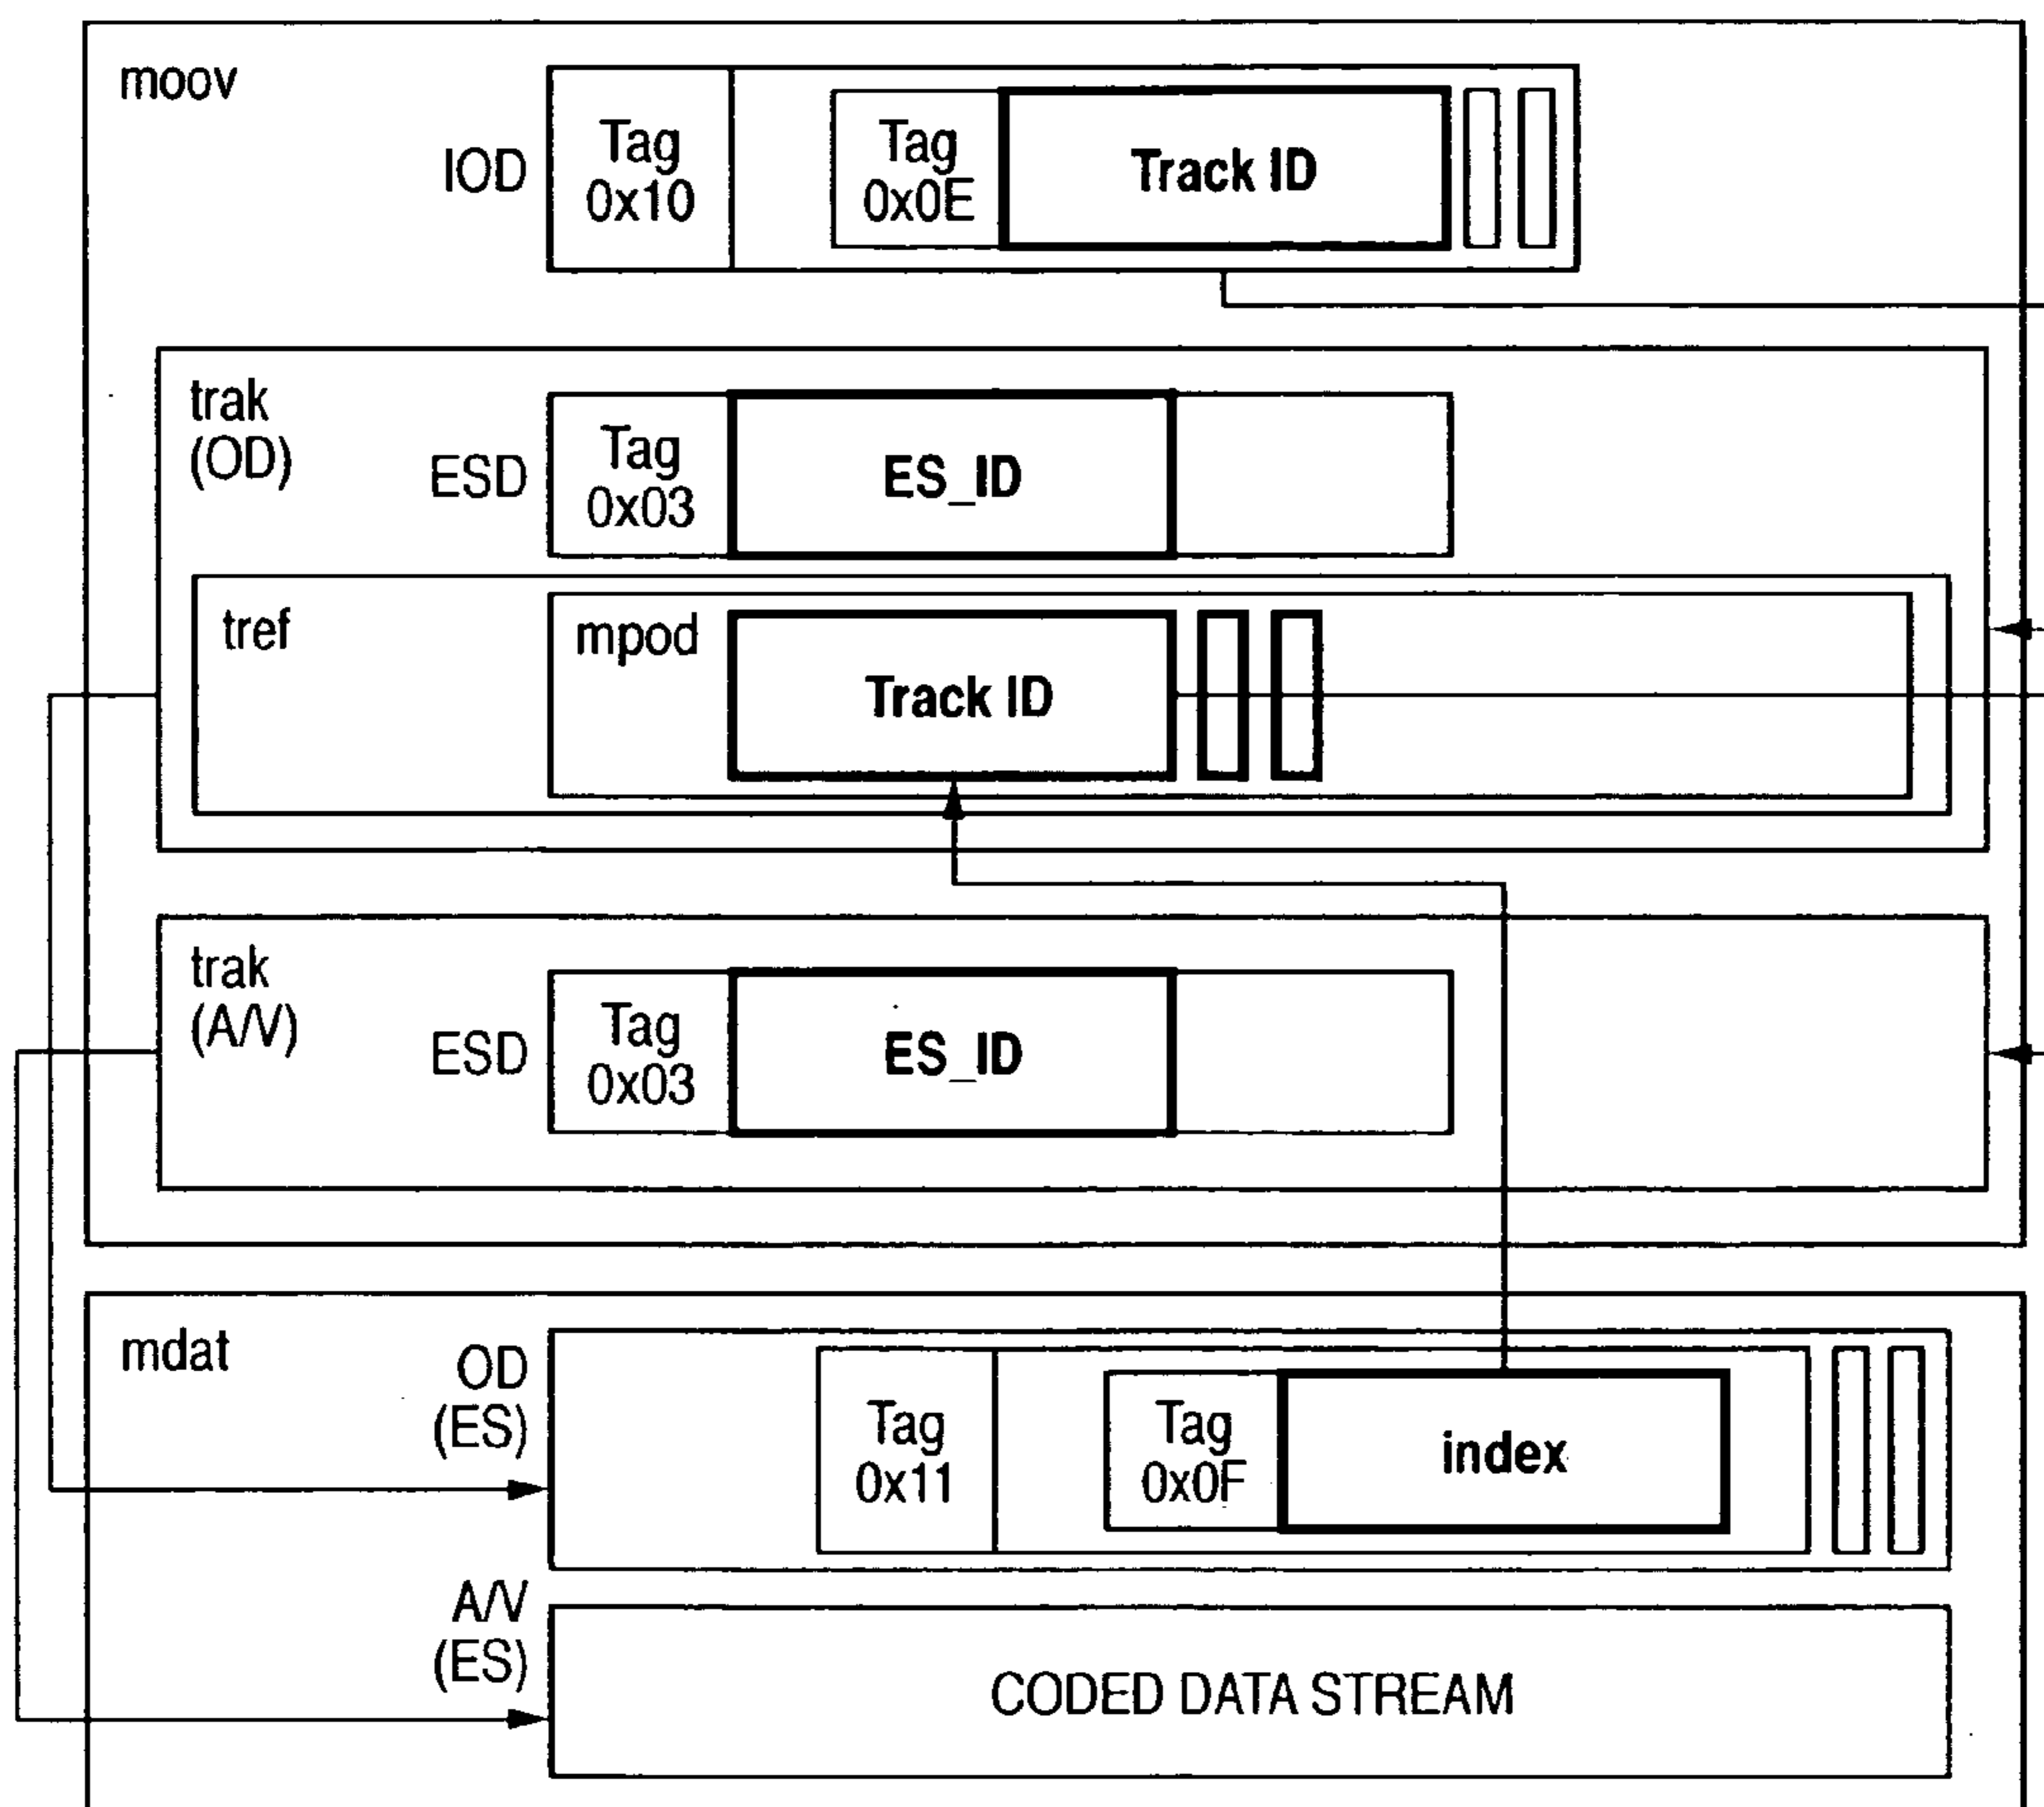 moov
IOD
Tag
0x10
Tag
0x0E
Track ID
trak
(OD)
ESD
Tag
0x03
ES_ID
tref
mpod
Track ID
trak
(A/V)
ESD
Tag
0x03
ES_ID
mdat
OD
(ES)
Tag
0x11
Tag
0x0F
index
A/V
(ES)
CODED DATA STREAM